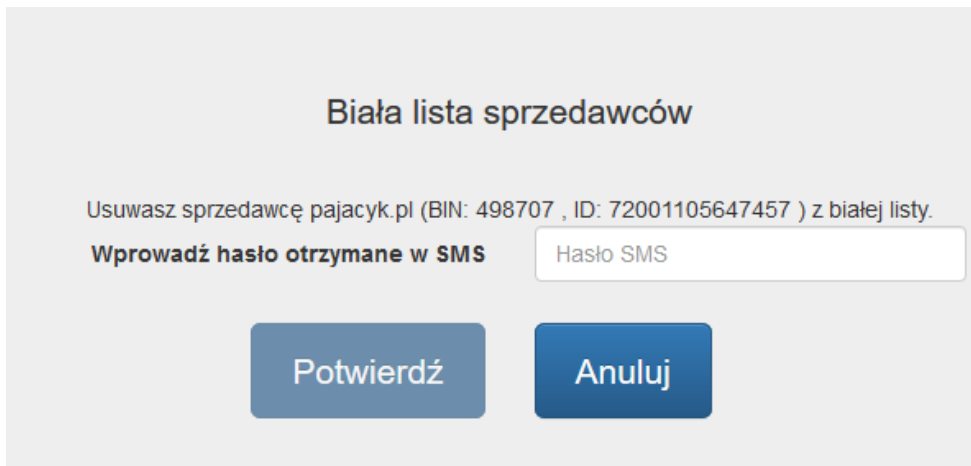 Biała lista sprzedawców
Usuwasz sprzedawcę pajacyk.pl (BIN: 498707 , ID: 72001105647457 ) z białej listy.
Wprowadź hasło otrzymane w SMS Hasło SMS
Potwierdź Anuluj